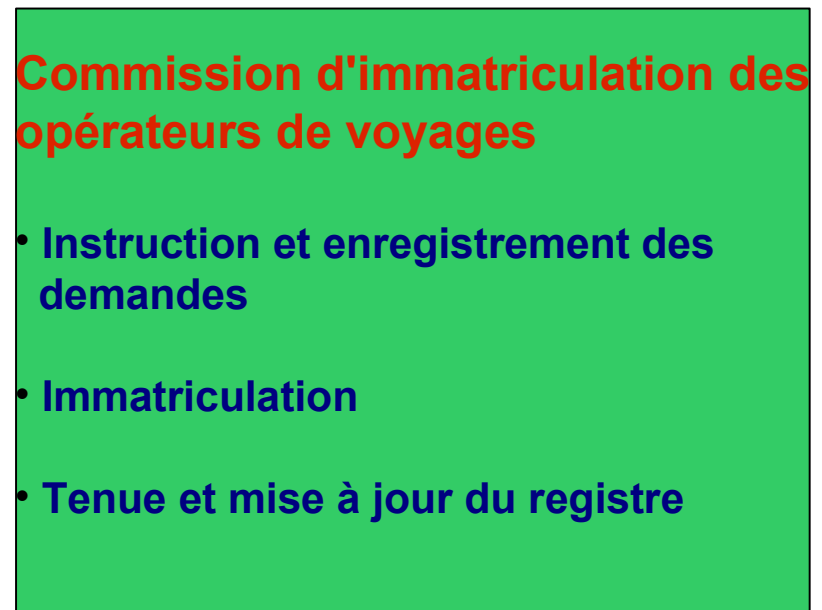 Commission d'immatriculation des
opérateurs de voyages
• Instruction et enregistrement des
demandes
• Immatriculation
• Tenue et mise à jour du registre